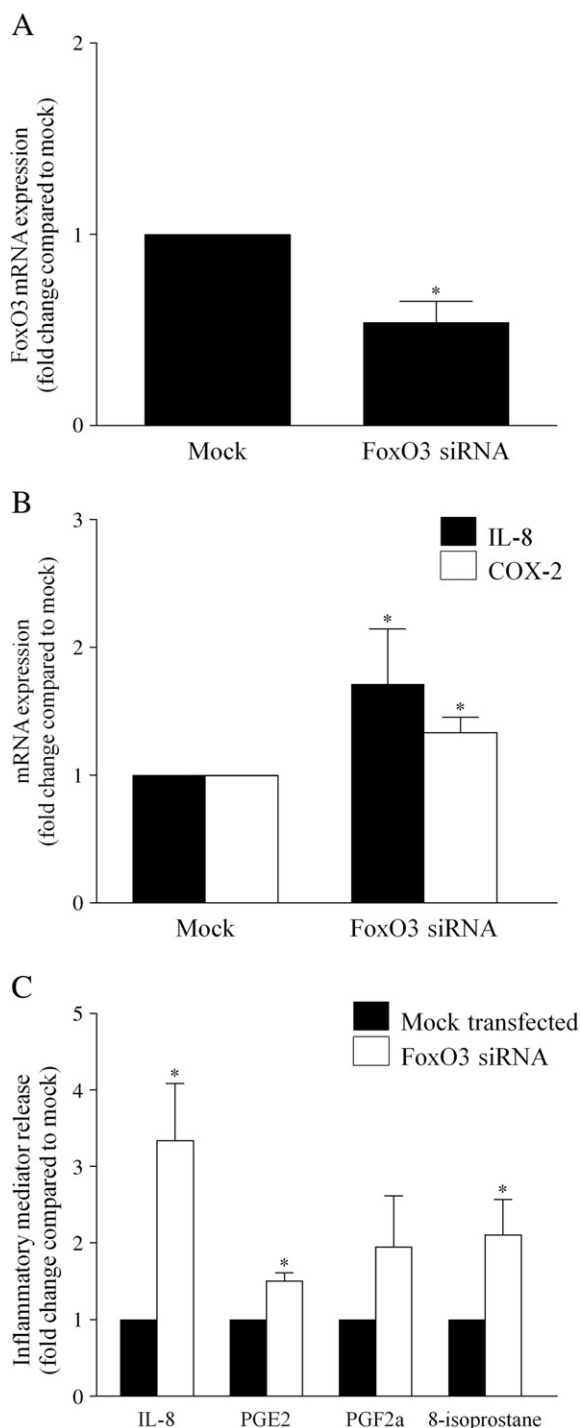 A
FoxO3 mRNA expression
(fold change compared to mock)
2
1
0
*
Mock FoxO3 siRNA
B
mRNA expression
(fold change compared to mock)
3
2
1
0
IL-8
COX-2
*
*
Mock FoxO3 siRNA
C
Inflammatory mediator release
(fold change compared to mock)
5
4
3
2
1
0
Mock transfected
FoxO3 siRNA
*
*
*
IL-8 PGE2 PGF2a 8-isoprostane